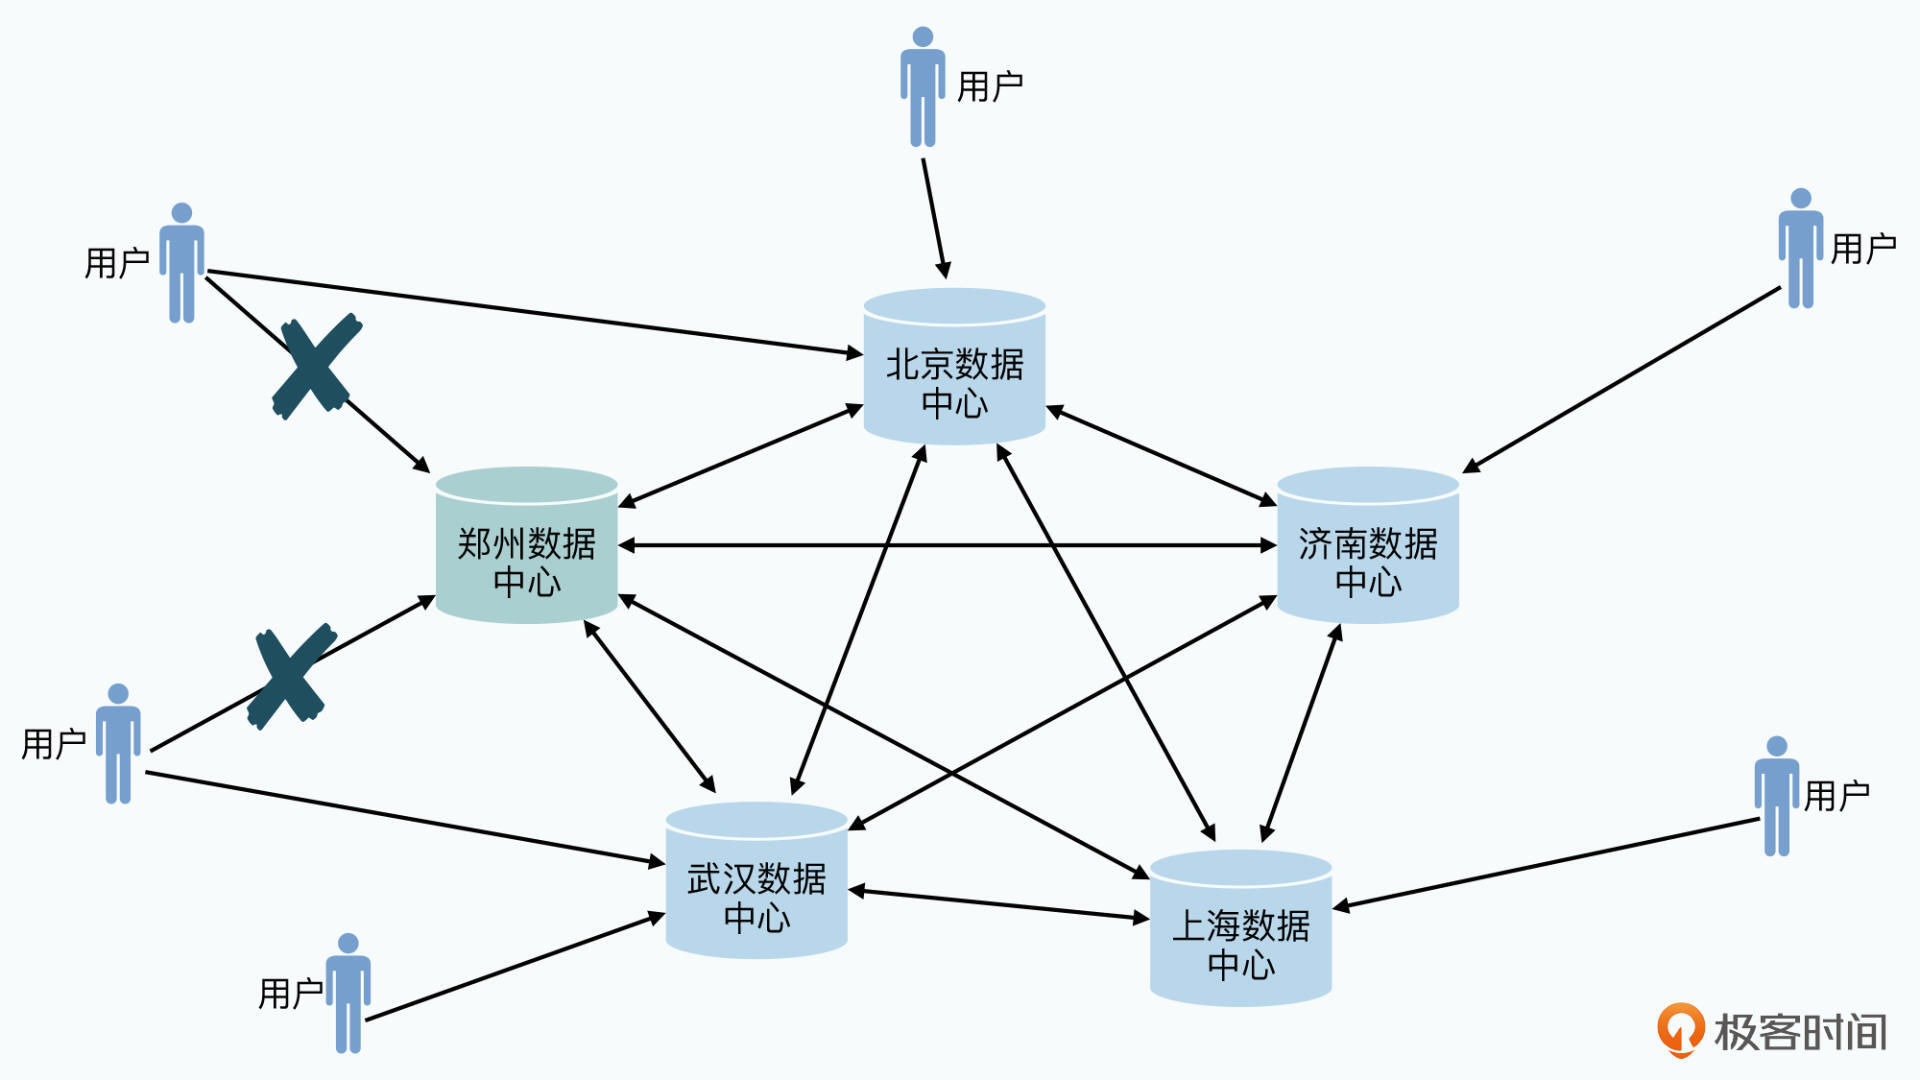 用户
用户
用户
北京数据
中心
郑州数据
中心
济南数据
中心
用户
用户
武汉数据
中心
上海数据
中心
用户
极客时间